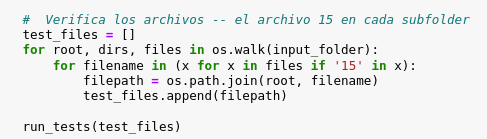 #  Verifica los archivos -- el archivo 15 en cada subfolder
test_files = []
for root, dirs, files in os.walk(input_folder):
    for filename in (x for x in files if '15' in x):
        filepath = os.path.join(root, filename)
        test_files.append(filepath)

run_tests(test_files)